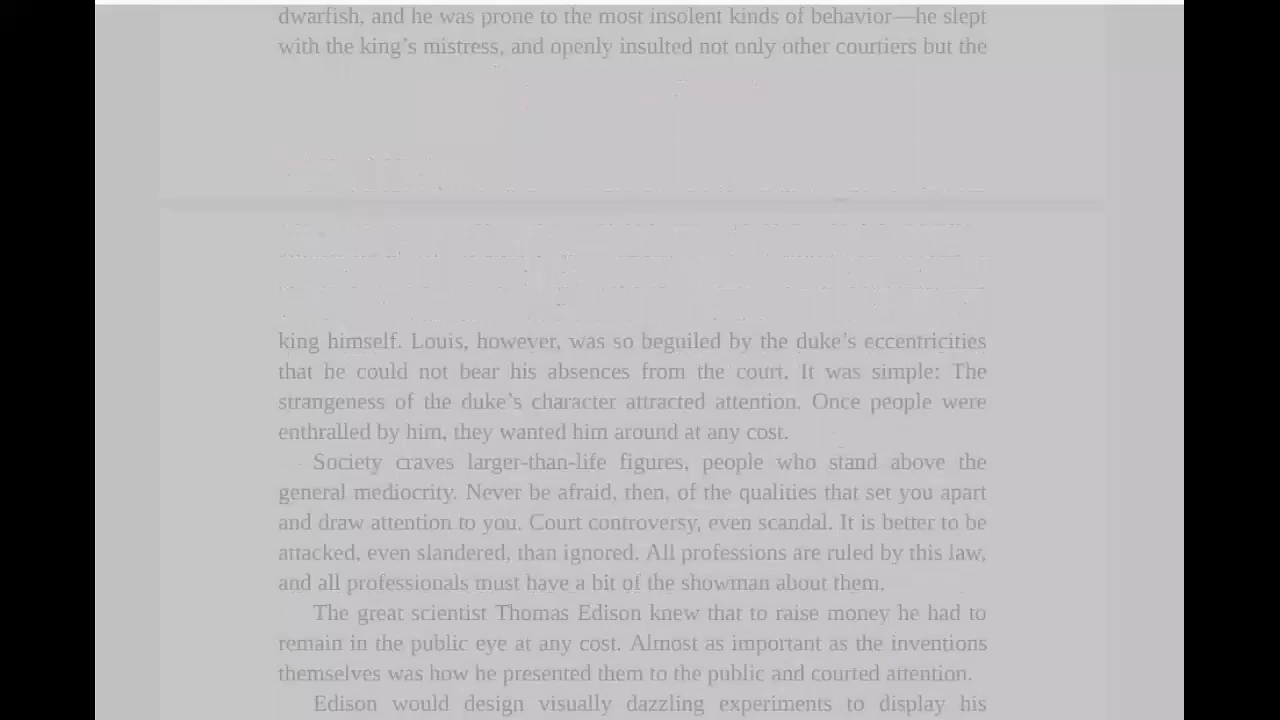 dwarfish, and he was prone to the most insolent kinds of behavior—he slept
with the king’s mistress, and openly insulted not only other courtiers but the
king himself. Louis, however, was so beguiled by the duke’s eccentricities
that he could not bear his absences from the court. It was simple: The
strangeness of the duke’s character attracted attention. Once people were
enthralled by him, they wanted him around at any cost.
Society craves larger-than-life figures, people who stand above the
general mediocrity. Never be afraid, then, of the qualities that set you apart
and draw attention to you. Court controversy, even scandal. It is better to be
attacked, even slandered, than ignored. All professions are ruled by this law,
and all professionals must have a bit of the showman about them.
The great scientist Thomas Edison knew that to raise money he had to
remain in the public eye at any cost. Almost as important as the inventions
themselves was how he presented them to the public and courted attention.
Edison would design visually dazzling experiments to display his